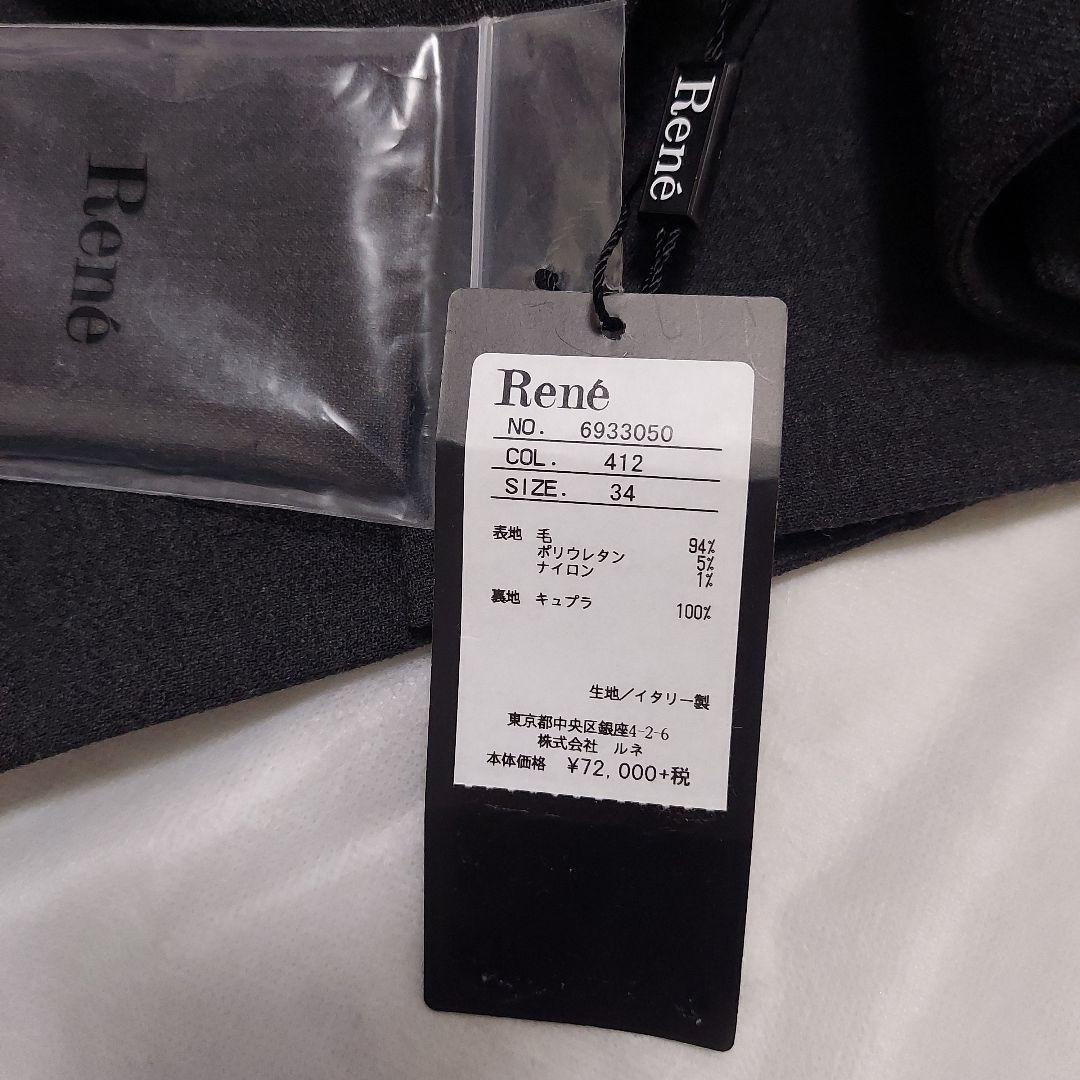 René
René
René
NO. 6933050
COL. 412
SIZE. 34
表地 毛 94%
ポリウレタン 5%
ナイロン 1%
裏地 キュプラ 100%
生地/イタリー製
東京都中央区銀座4-2-6
株式会社 ルネ
本体価格 ¥72,000+税